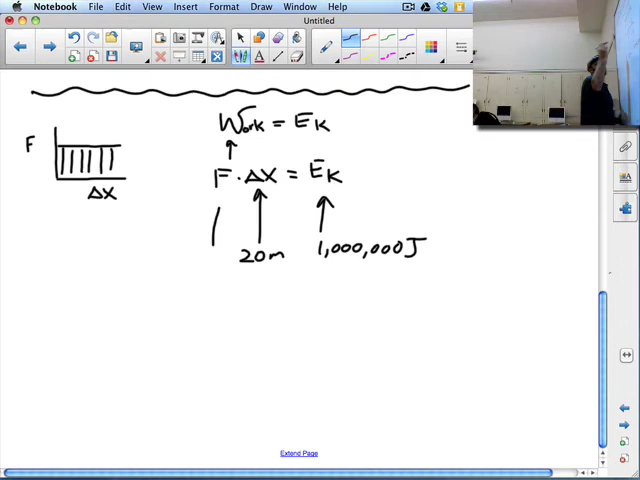 Notebook File Edit View Insert Format Draw Window Help
Untitled
Work = EK
F
F · ΔX = EK
ΔX
20m
1,000,000J
Extend Page